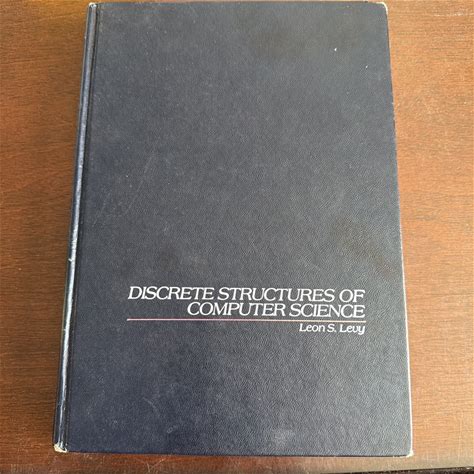 DISCRETE STRUCTURES OF
COMPUTER SCIENCE
Leon S. Levy